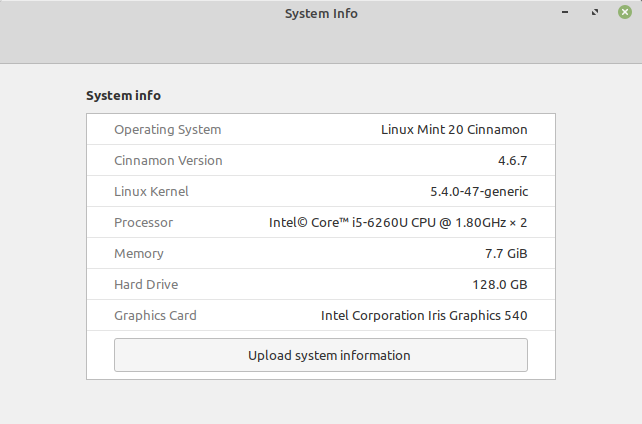 System Info
System info
Operating System Linux Mint 20 Cinnamon
Cinnamon Version 4.6.7
Linux Kernel 5.4.0-47-generic
Processor Intel© Core™ i5-6260U CPU @ 1.80GHz × 2
Memory 7.7 GiB
Hard Drive 128.0 GB
Graphics Card Intel Corporation Iris Graphics 540
Upload system information